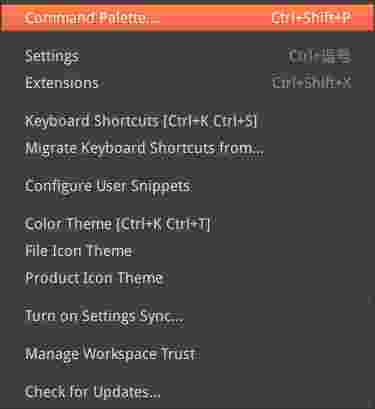 Command Palette... Ctrl+Shift+P
Settings Ctrl+逗号
Extensions Ctrl+Shift+X
Keyboard Shortcuts [Ctrl+K Ctrl+S]
Migrate Keyboard Shortcuts from...
Configure User Snippets
Color Theme [Ctrl+K Ctrl+T]
File Icon Theme
Product Icon Theme
Turn on Settings Sync...
Manage Workspace Trust
Check for Updates...